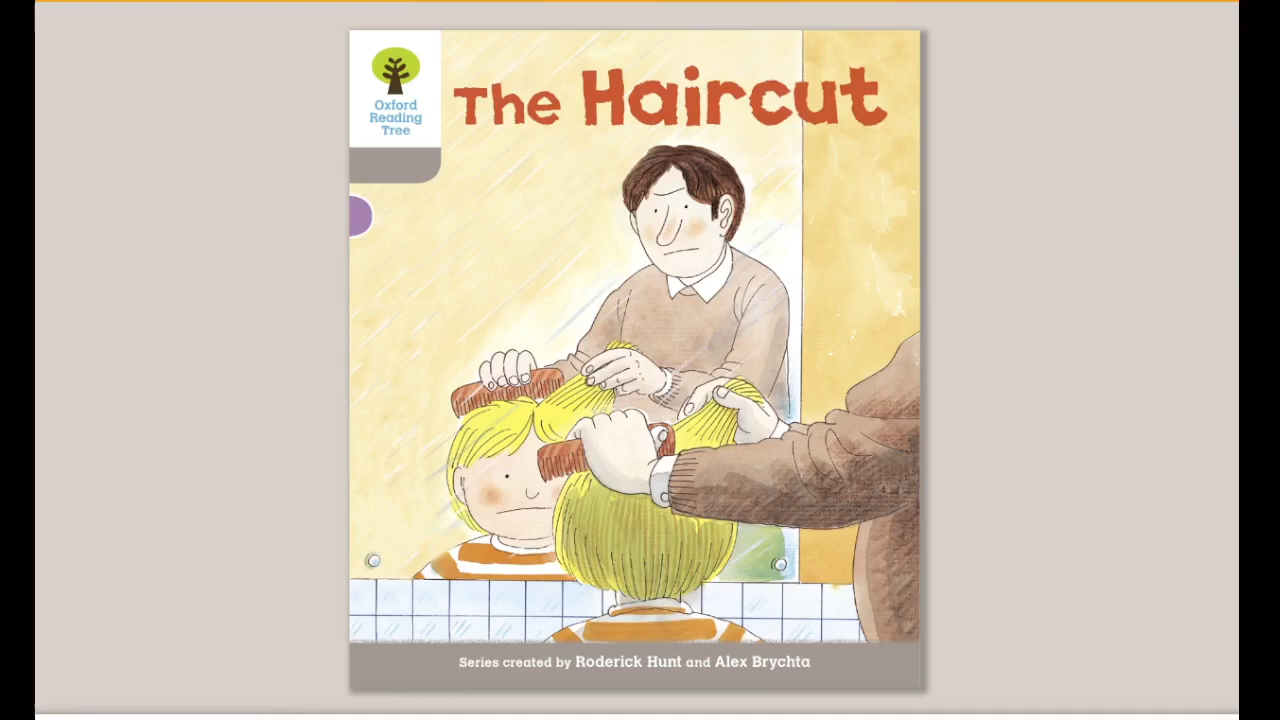 Oxford
Reading
Tree
The Haircut
Series created by Roderick Hunt and Alex Brychta